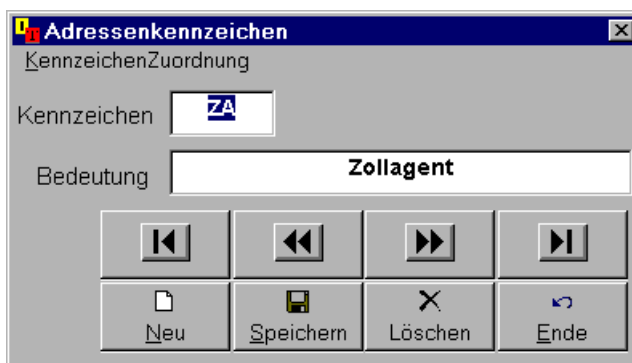 Adressenkennzeichen
KennzeichenZuordnung
Kennzeichen ZA
Bedeutung Zollagent
Neu Speichern Löschen Ende